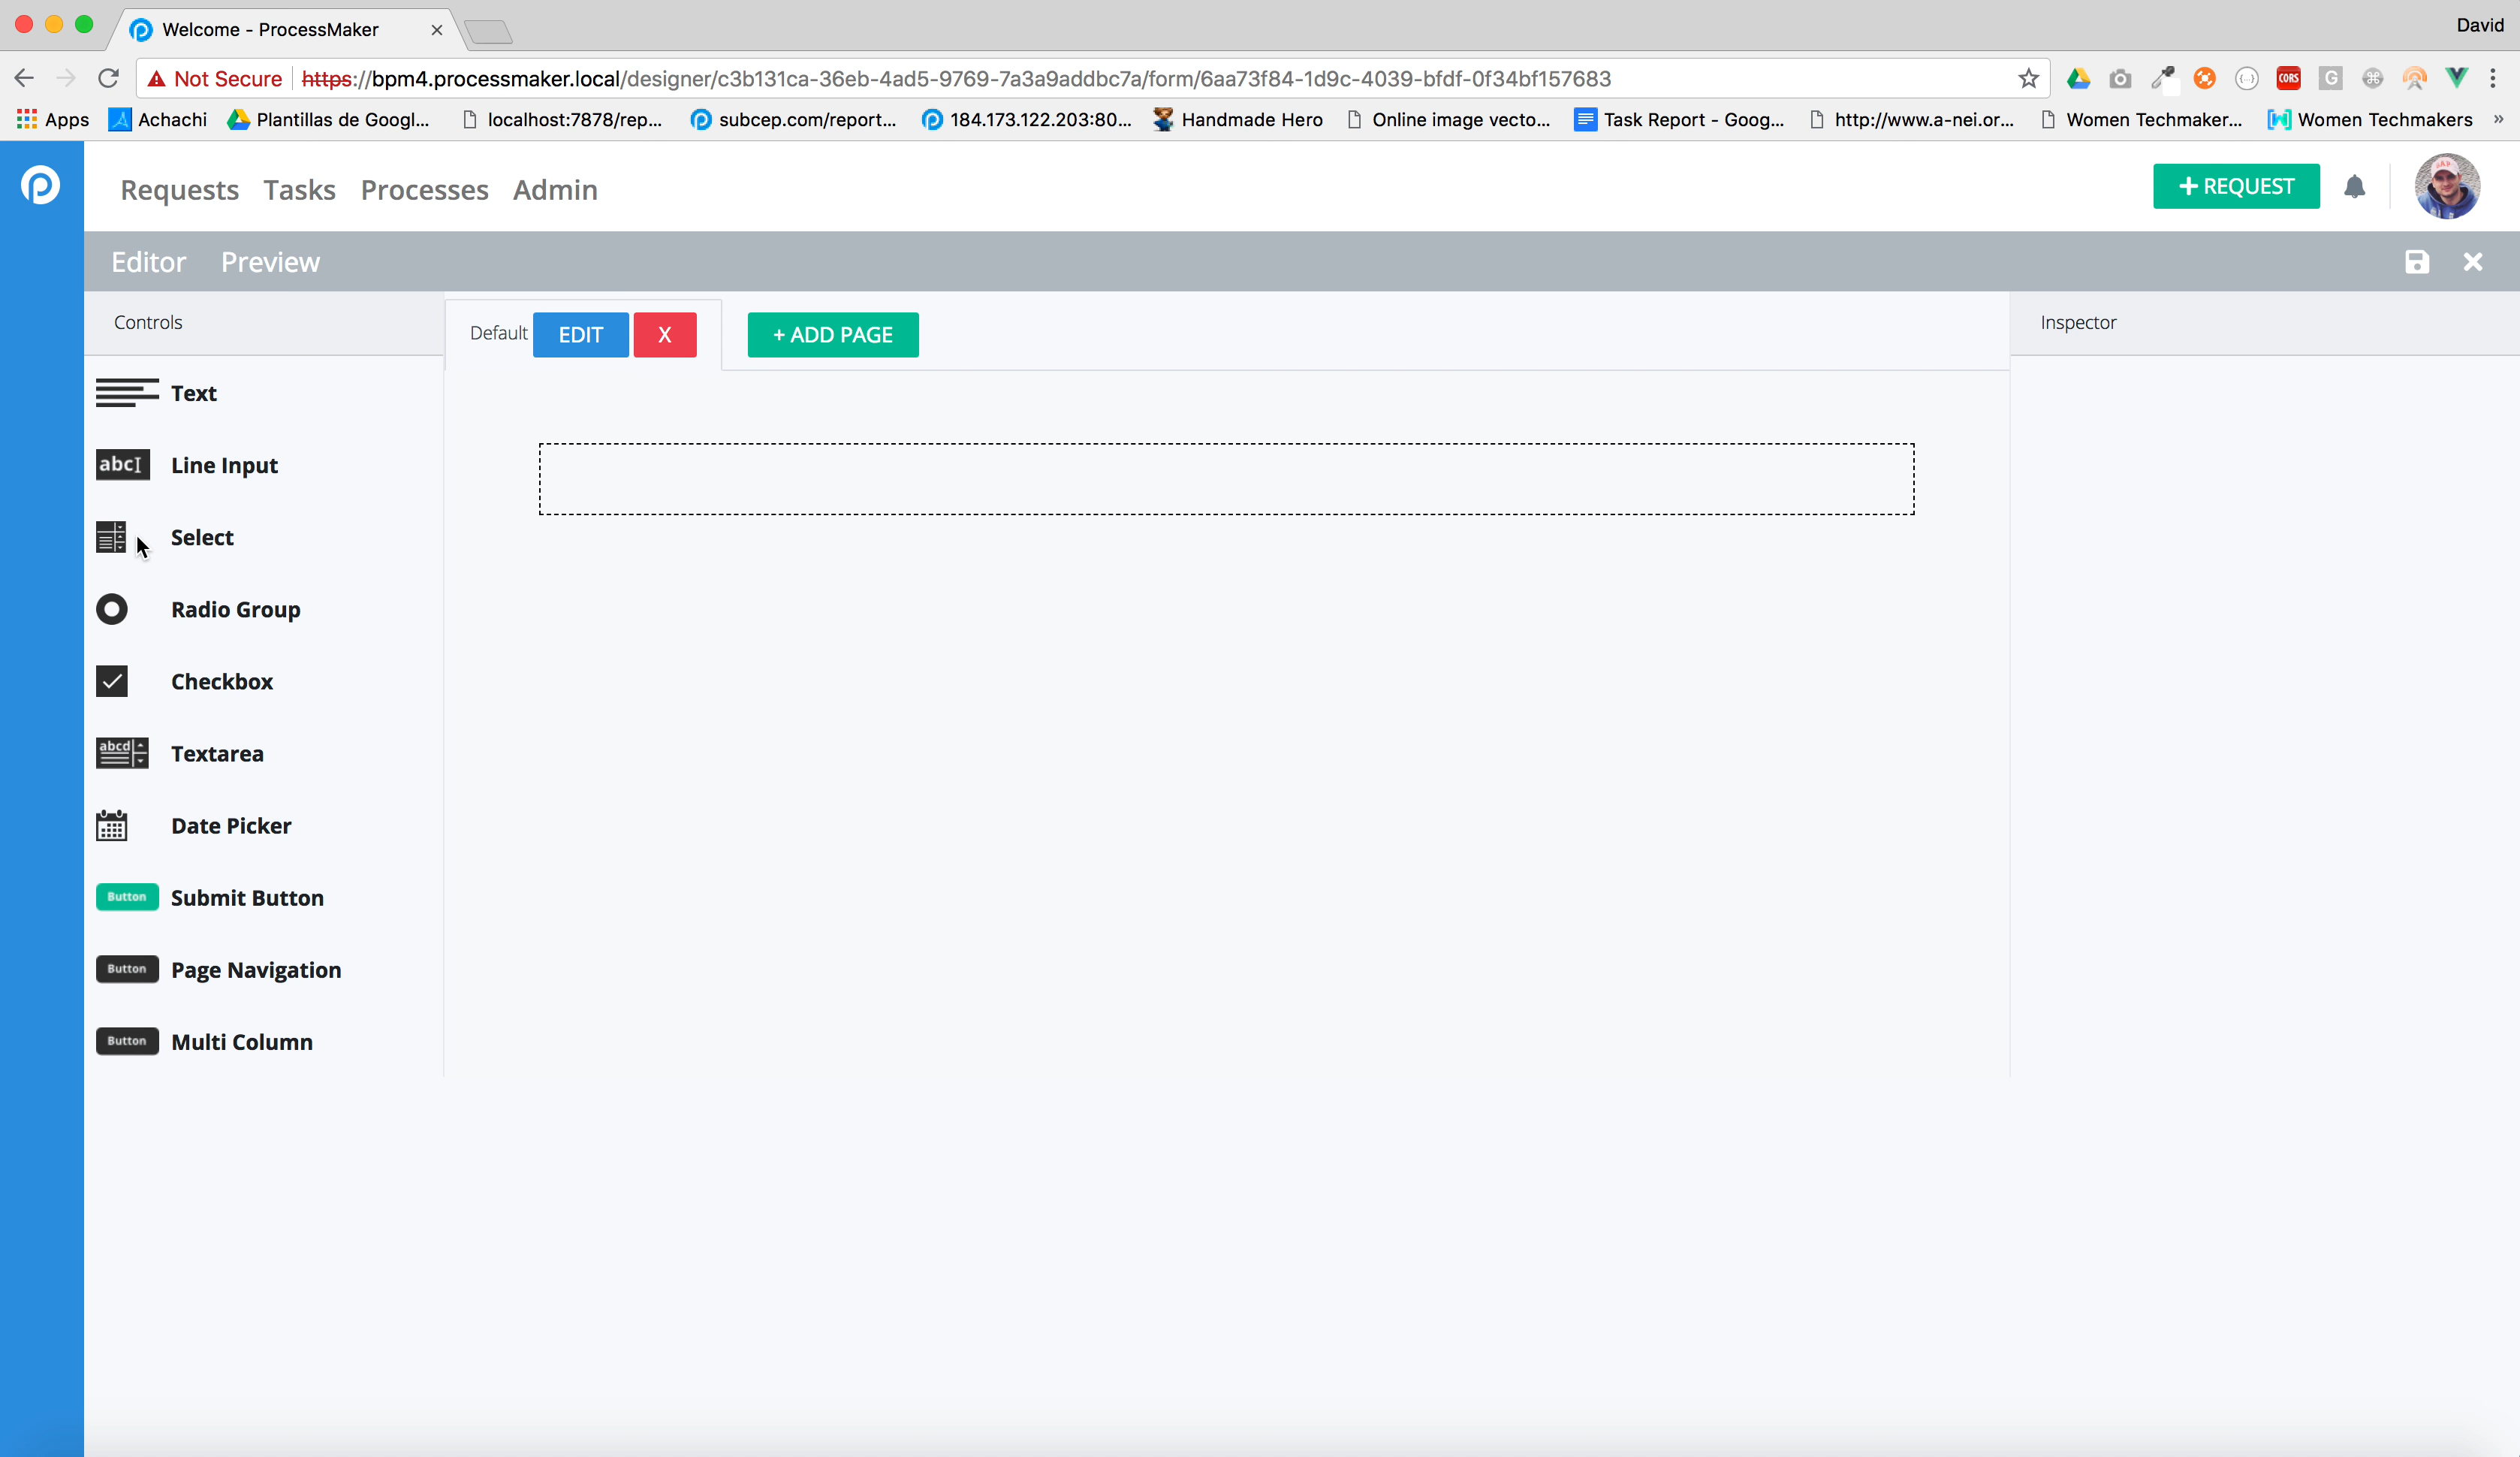 Welcome - ProcessMaker
David
Not Secure https://bpm4.processmaker.local/designer/c3b131ca-36eb-4ad5-9769-7a3a9addbc7a/form/6aa73f84-1d9c-4039-bfdf-0f34bf157683
CORS G
Apps Achachi Plantillas de Googl... localhost:7878/rep... subcep.com/report... 184.173.122.203:80... Handmade Hero Online image vecto... Task Report - Goog... http://www.a-nei.or... Women Techmaker... Women Techmakers »
Requests Tasks Processes Admin
+ REQUEST
Editor Preview
Controls
Default EDIT X + ADD PAGE
Inspector
Text
abc Line Input
Select
Radio Group
Checkbox
abcd Textarea
Date Picker
Button Submit Button
Button Page Navigation
Button Multi Column